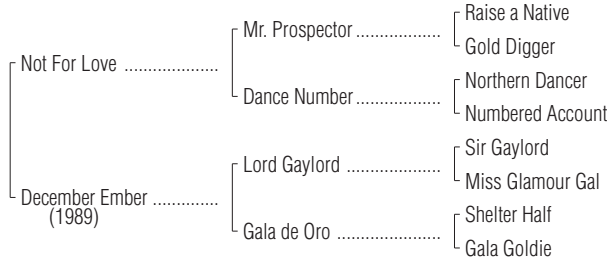 Raise a Native
Mr. Prospector ..................
Gold Digger
Not For Love ....................
Northern Dancer
Dance Number ..................
Numbered Account
Sir Gaylord
Lord Gaylord ....................
Miss Glamour Gal
December Ember ..............
(1989)
Shelter Half
Gala de Oro ......................
Gala Goldie